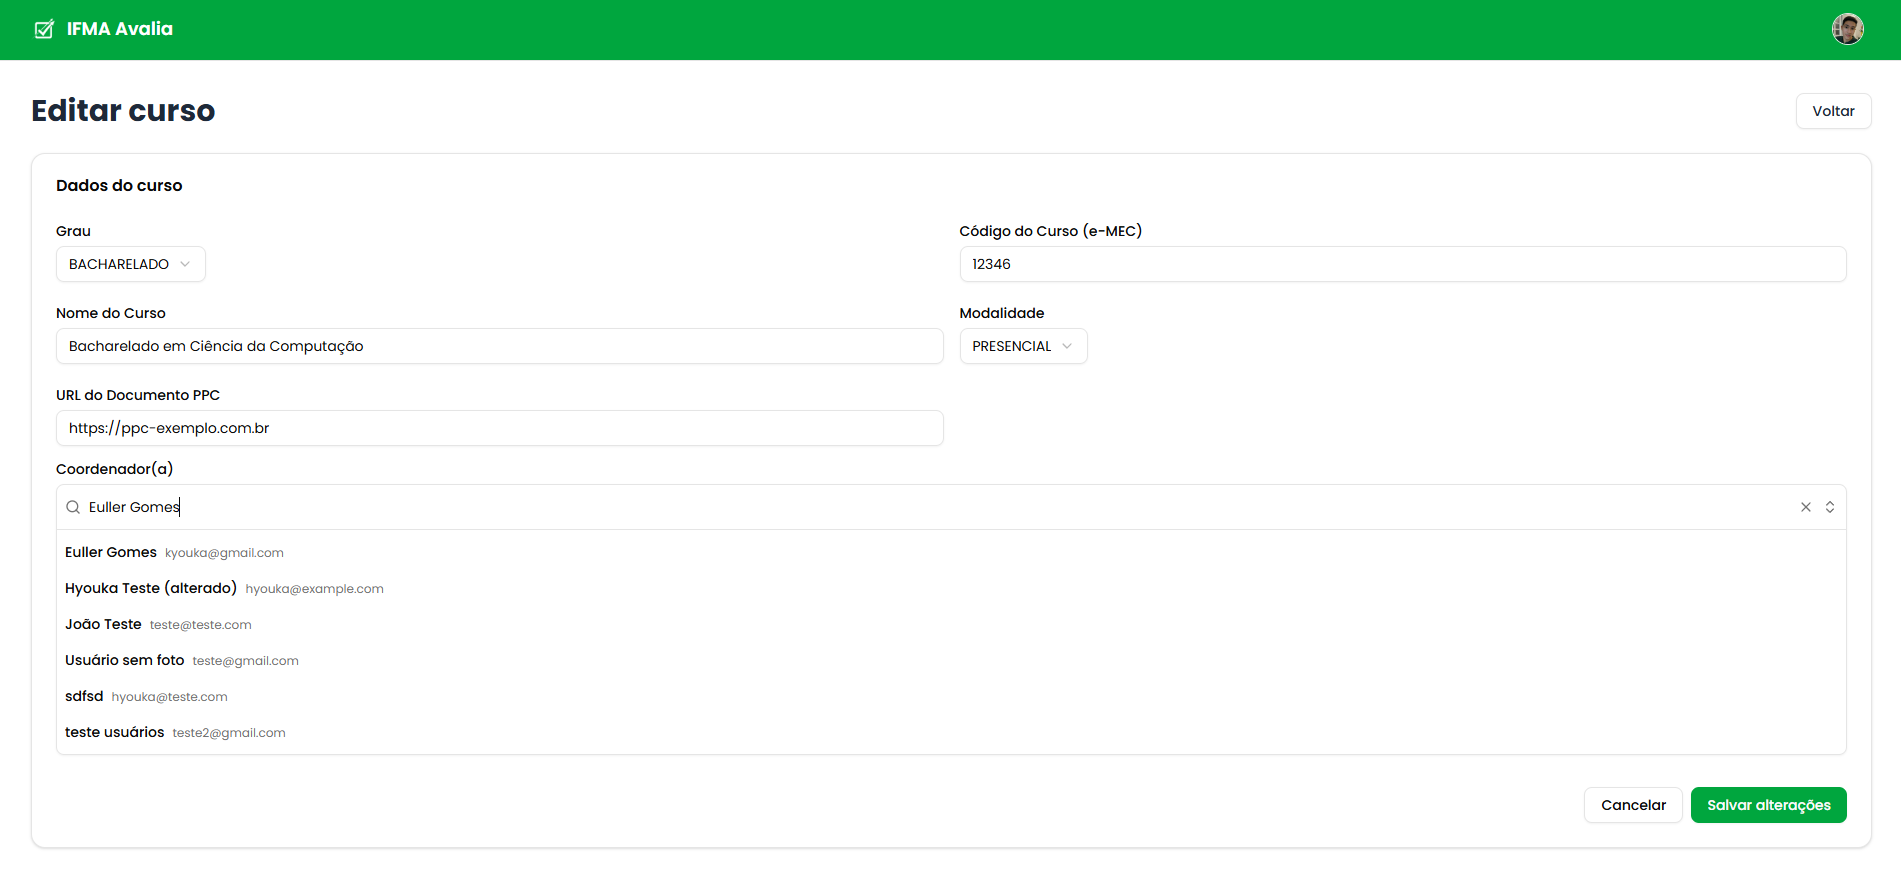 IFMA Avalia
Editar curso
Voltar
Dados do curso
Grau
Código do Curso (e-MEC)
BACHARELADO
12346
Nome do Curso
Modalidade
Bacharelado em Ciência da Computação
PRESENCIAL
URL do Documento PPC
https://ppc-exemplo.com.br
Coordenador(a)
Euller Gomes
Euller Gomes kyouka@gmail.com
Hyouka Teste (alterado) hyouka@example.com
João Teste teste@teste.com
Usuário sem foto teste@gmail.com
sdfsd hyouka@teste.com
teste usuários teste2@gmail.com
Cancelar
Salvar alterações